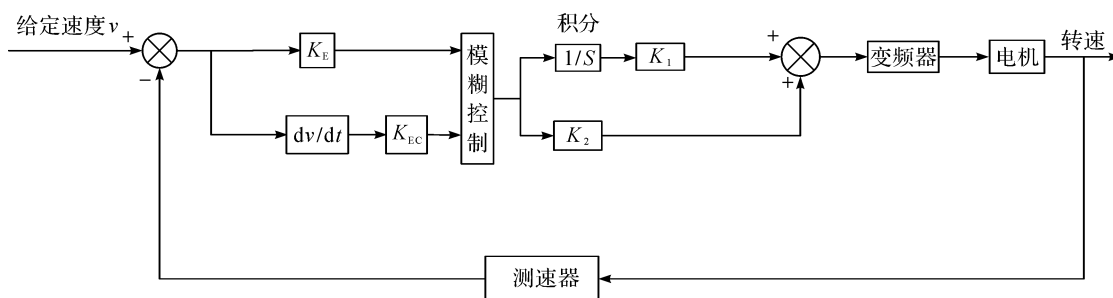 给定速度 v
+
−
K_E
dv/dt
K_EC
模糊控制
积分
1/S
K_1
K_2
+
+
变频器
电机
转速
测速器